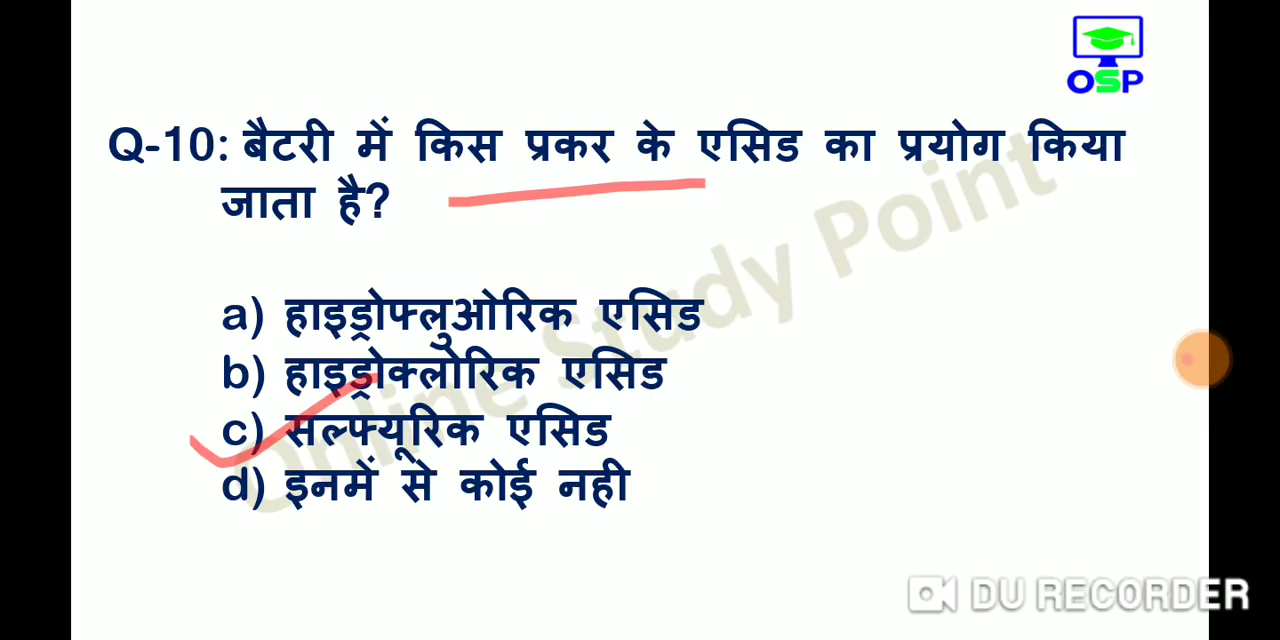 OSP
Q-10: बैटरी में किस प्रकर के एसिड का प्रयोग किया
जाता है?
a) हाइड्रोफ्लुओरिक एसिड
b) हाइड्रोक्लोरिक एसिड
c) सल्फ्यूरिक एसिड
d) इनमें से कोई नही
Online Study Point
DU RECORDER